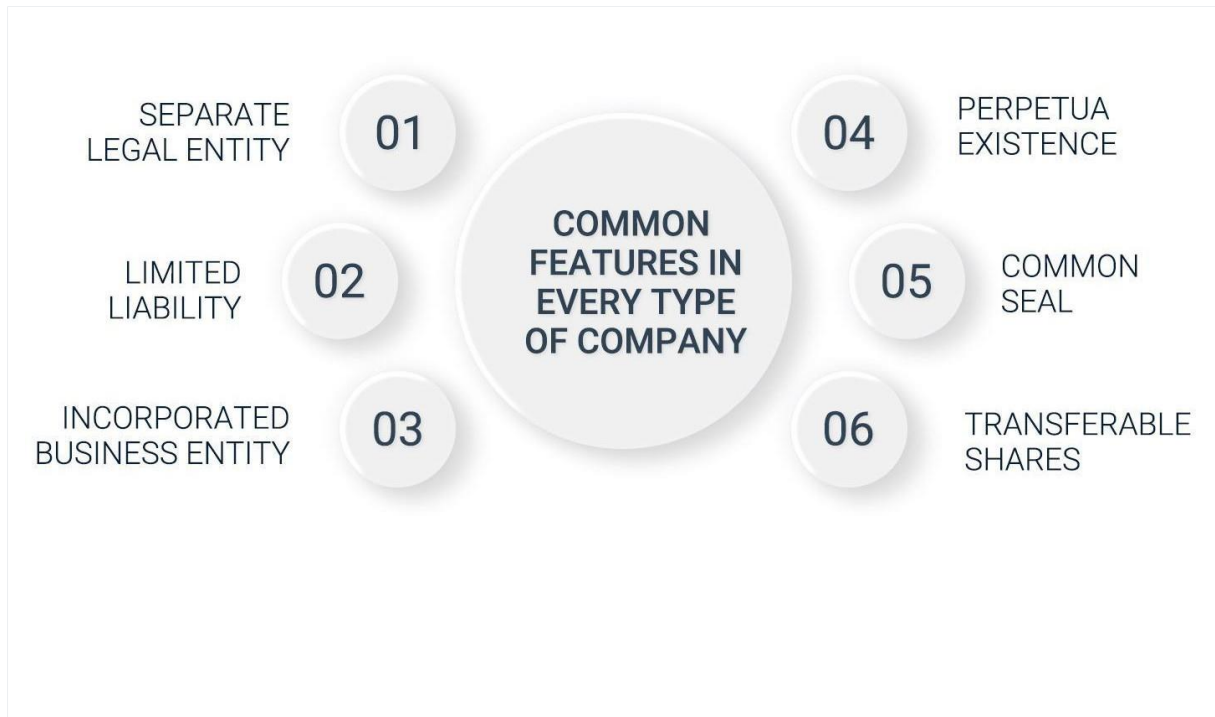 SEPARATE
LEGAL ENTITY
01
LIMITED
LIABILITY
02
INCORPORATED
BUSINESS ENTITY
03
COMMON
FEATURES IN
EVERY TYPE
OF COMPANY
04
PERPETUA
EXISTENCE
05
COMMON
SEAL
06
TRANSFERABLE
SHARES